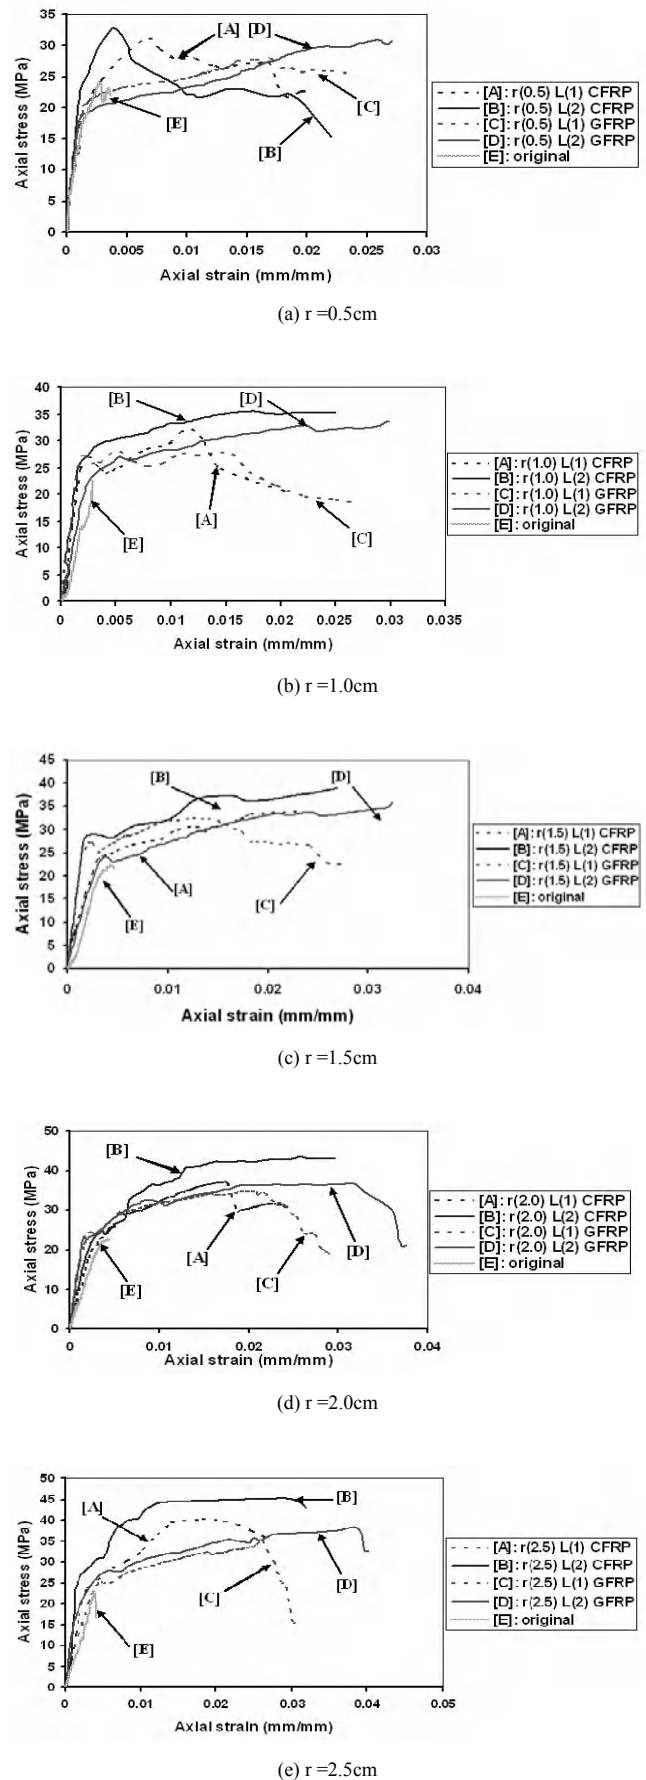 35
30
25
20
15
10
5
0
Axial stress (MPa)
[A] [D]
[E]
[C]
[B]
0 0.005 0.01 0.015 0.02 0.025 0.03
Axial strain (mm/mm)
[A]: r(0.5) L(1) CFRP
[B]: r(0.5) L(2) CFRP
[C]: r(0.5) L(1) GFRP
[D]: r(0.5) L(2) GFRP
[E]: original
(a) r =0.5cm
40
35
30
25
20
15
10
5
0
Axial stress (MPa)
[B]
[D]
[E]
[A]
[C]
0 0.005 0.01 0.015 0.02 0.025 0.03 0.035
Axial strain (mm/mm)
[A]: r(1.0) L(1) CFRP
[B]: r(1.0) L(2) CFRP
[C]: r(1.0) L(1) GFRP
[D]: r(1.0) L(2) GFRP
[E]: original
(b) r =1.0cm
45
40
35
30
25
20
15
10
5
0
Axial stress (MPa)
[B]
[D]
[A]
[E]
[C]
0 0.01 0.02 0.03 0.04
Axial strain (mm/mm)
[A]: r(1.5) L(1) CFRP
[B]: r(1.5) L(2) CFRP
[C]: r(1.5) L(1) GFRP
[D]: r(1.5) L(2) GFRP
[E]: original
(c) r =1.5cm
50
40
30
20
10
0
Axial stress (MPa)
[B]
[A]
[D]
[E]
[C]
0 0.01 0.02 0.03 0.04
Axial strain (mm/mm)
[A]: r(2.0) L(1) CFRP
[B]: r(2.0) L(2) CFRP
[C]: r(2.0) L(1) GFRP
[D]: r(2.0) L(2) GFRP
[E]: original
(d) r =2.0cm
50
45
40
35
30
25
20
15
10
5
0
Axial stress (MPa)
[A]
[B]
[C]
[D]
[E]
0 0.01 0.02 0.03 0.04 0.05
Axial strain (mm/mm)
[A]: r(2.5) L(1) CFRP
[B]: r(2.5) L(2) CFRP
[C]: r(2.5) L(1) GFRP
[D]: r(2.5) L(2) GFRP
[E]: original
(e) r =2.5cm